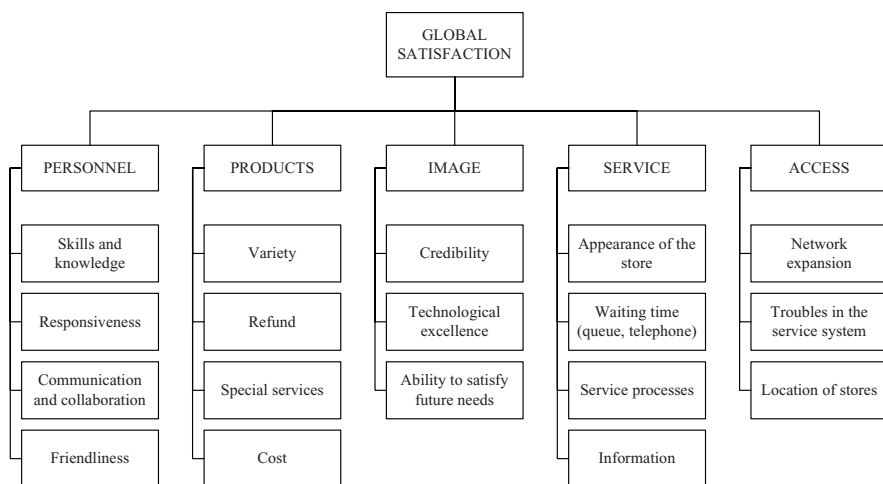 GLOBAL
SATISFACTION
PERSONNEL
PRODUCTS
IMAGE
SERVICE
ACCESS
Skills and
knowledge
Variety
Credibility
Appearance of the
store
Network
expansion
Responsiveness
Refund
Technological
excellence
Waiting time
(queue, telephone)
Troubles in the
service system
Communication
and collaboration
Special services
Ability to satisfy
future needs
Service processes
Location of stores
Friendliness
Cost
Information